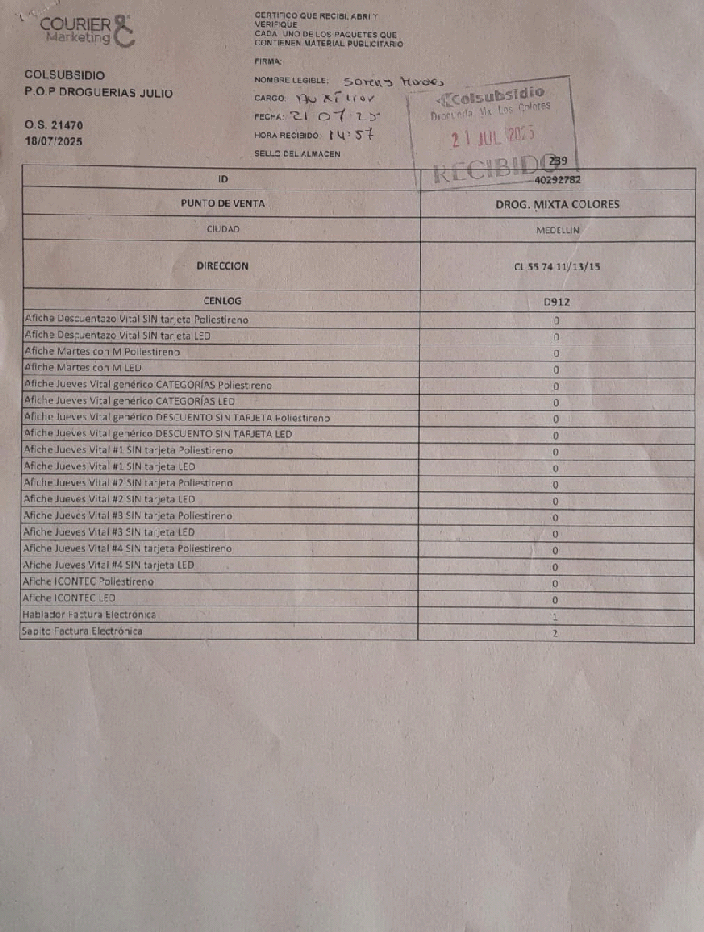 COURIER
Marketing
CERTIFICO QUE RECIBI, ABRI Y
VERIFIQUE
CADA UNO DE LOS PAQUETES QUE
CONTIENEN MATERIAL PUBLICITARIO
FIRMA:
COLSUBSIDIO
P.O.P DROGUERIAS JULIO
O.S. 21470
18/07/2025
NOMBRE LEGIBLE:
CARGO:
FECHA: 21 07 25
HORA RECIBIDO: 14:57
SELLO DEL ALMACEN
Colsubsidio
Los Colores
21 JUL 2025
RECIBIDO
239
ID 40292782
PUNTO DE VENTA DROG. MIXTA COLORES
CIUDAD MEDELLIN
DIRECCION CL 55 74 11/13/15
CENLOG D912
Afiche Descuentazo Vital SIN tarjeta Poliestireno 0
Afiche Descuentazo Vital SIN tarjeta LED 0
Afiche Martes con M Poliestireno 0
Afiche Martes con M LED 0
Afiche Jueves Vital genérico CATEGORÍAS Poliestireno 0
Afiche Jueves Vital genérico CATEGORÍAS LED 0
Afiche Jueves Vital genérico DESCUENTO SIN TARJETA Poliestireno 0
Afiche Jueves Vital genérico DESCUENTO SIN TARJETA LED 0
Afiche Jueves Vital #1 SIN tarjeta Poliestireno 0
Afiche Jueves Vital #1 SIN tarjeta LED 0
Afiche Jueves Vital #2 SIN tarjeta Poliestireno 0
Afiche Jueves Vital #2 SIN tarjeta LED 0
Afiche Jueves Vital #3 SIN tarjeta Poliestireno 0
Afiche Jueves Vital #3 SIN tarjeta LED 0
Afiche Jueves Vital #4 SIN tarjeta Poliestireno 0
Afiche Jueves Vital #4 SIN tarjeta LED 0
Afiche ICONTEC Poliestireno 0
Afiche ICONTEC LED 0
Hablador Factura Electrónica 1
Sapito Factura Electrónica 2